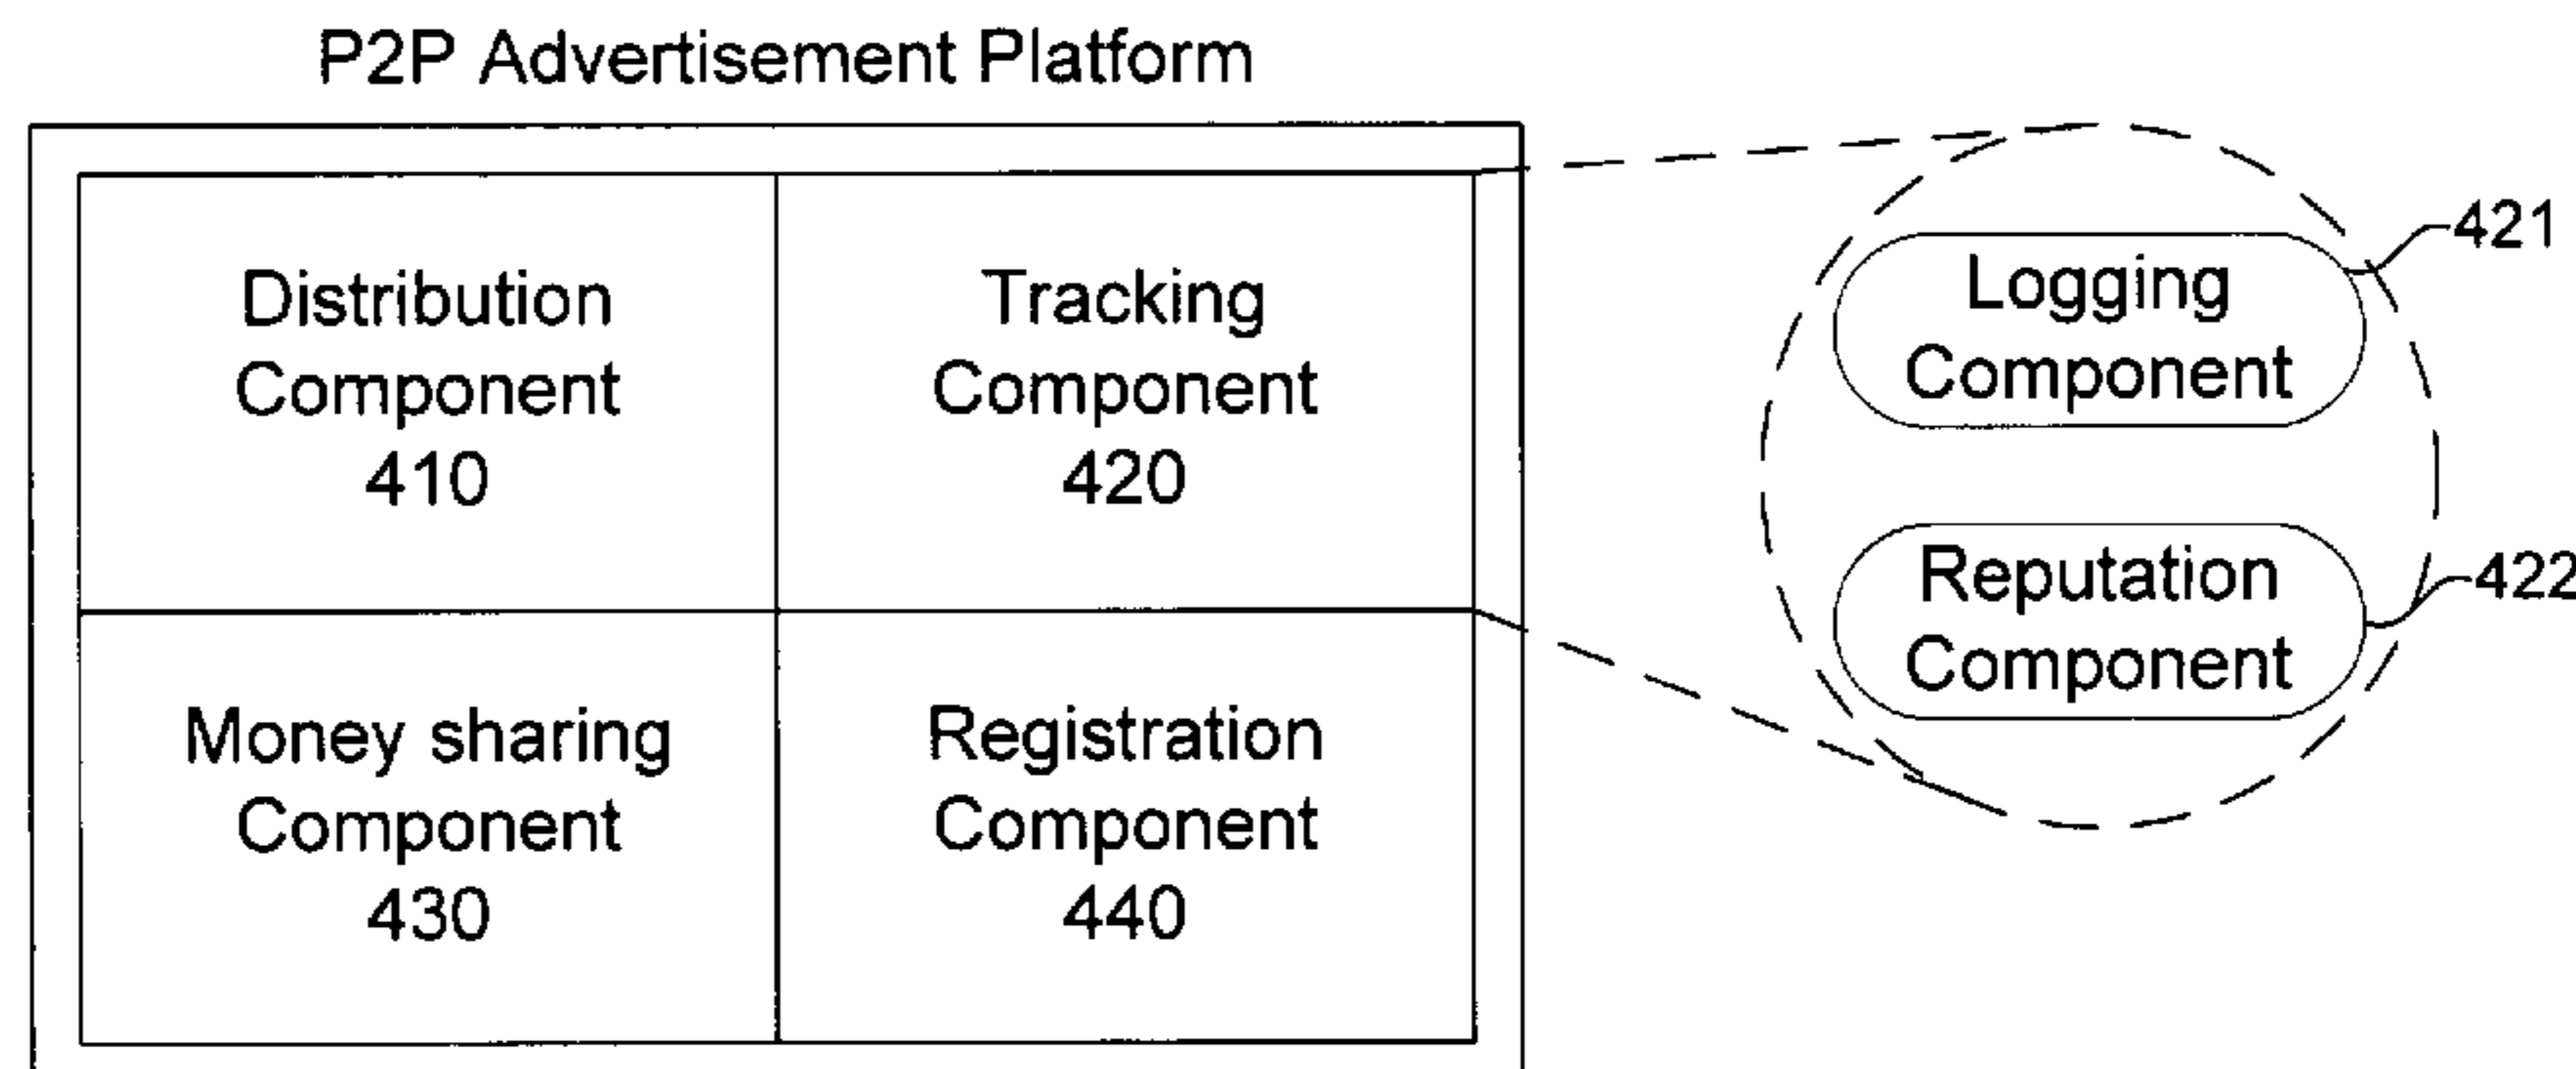 P2P Advertisement Platform
Distribution
Component
410
Tracking
Component
420
Money sharing
Component
430
Registration
Component
440
Logging
Component
421
Reputation
Component
422